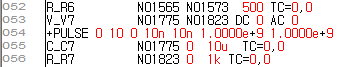 052 R_R6 N01565 N01573 500 TC=0,0
053 V_V7 N01775 N01823 DC 0 AC 0
054 +PULSE 0 10 0 10n 10n 1.0000e+9 1.0000e+9
055 C_C7 N01775 0 10u TC=0,0
056 R_R7 N01823 0 1k TC=0,0